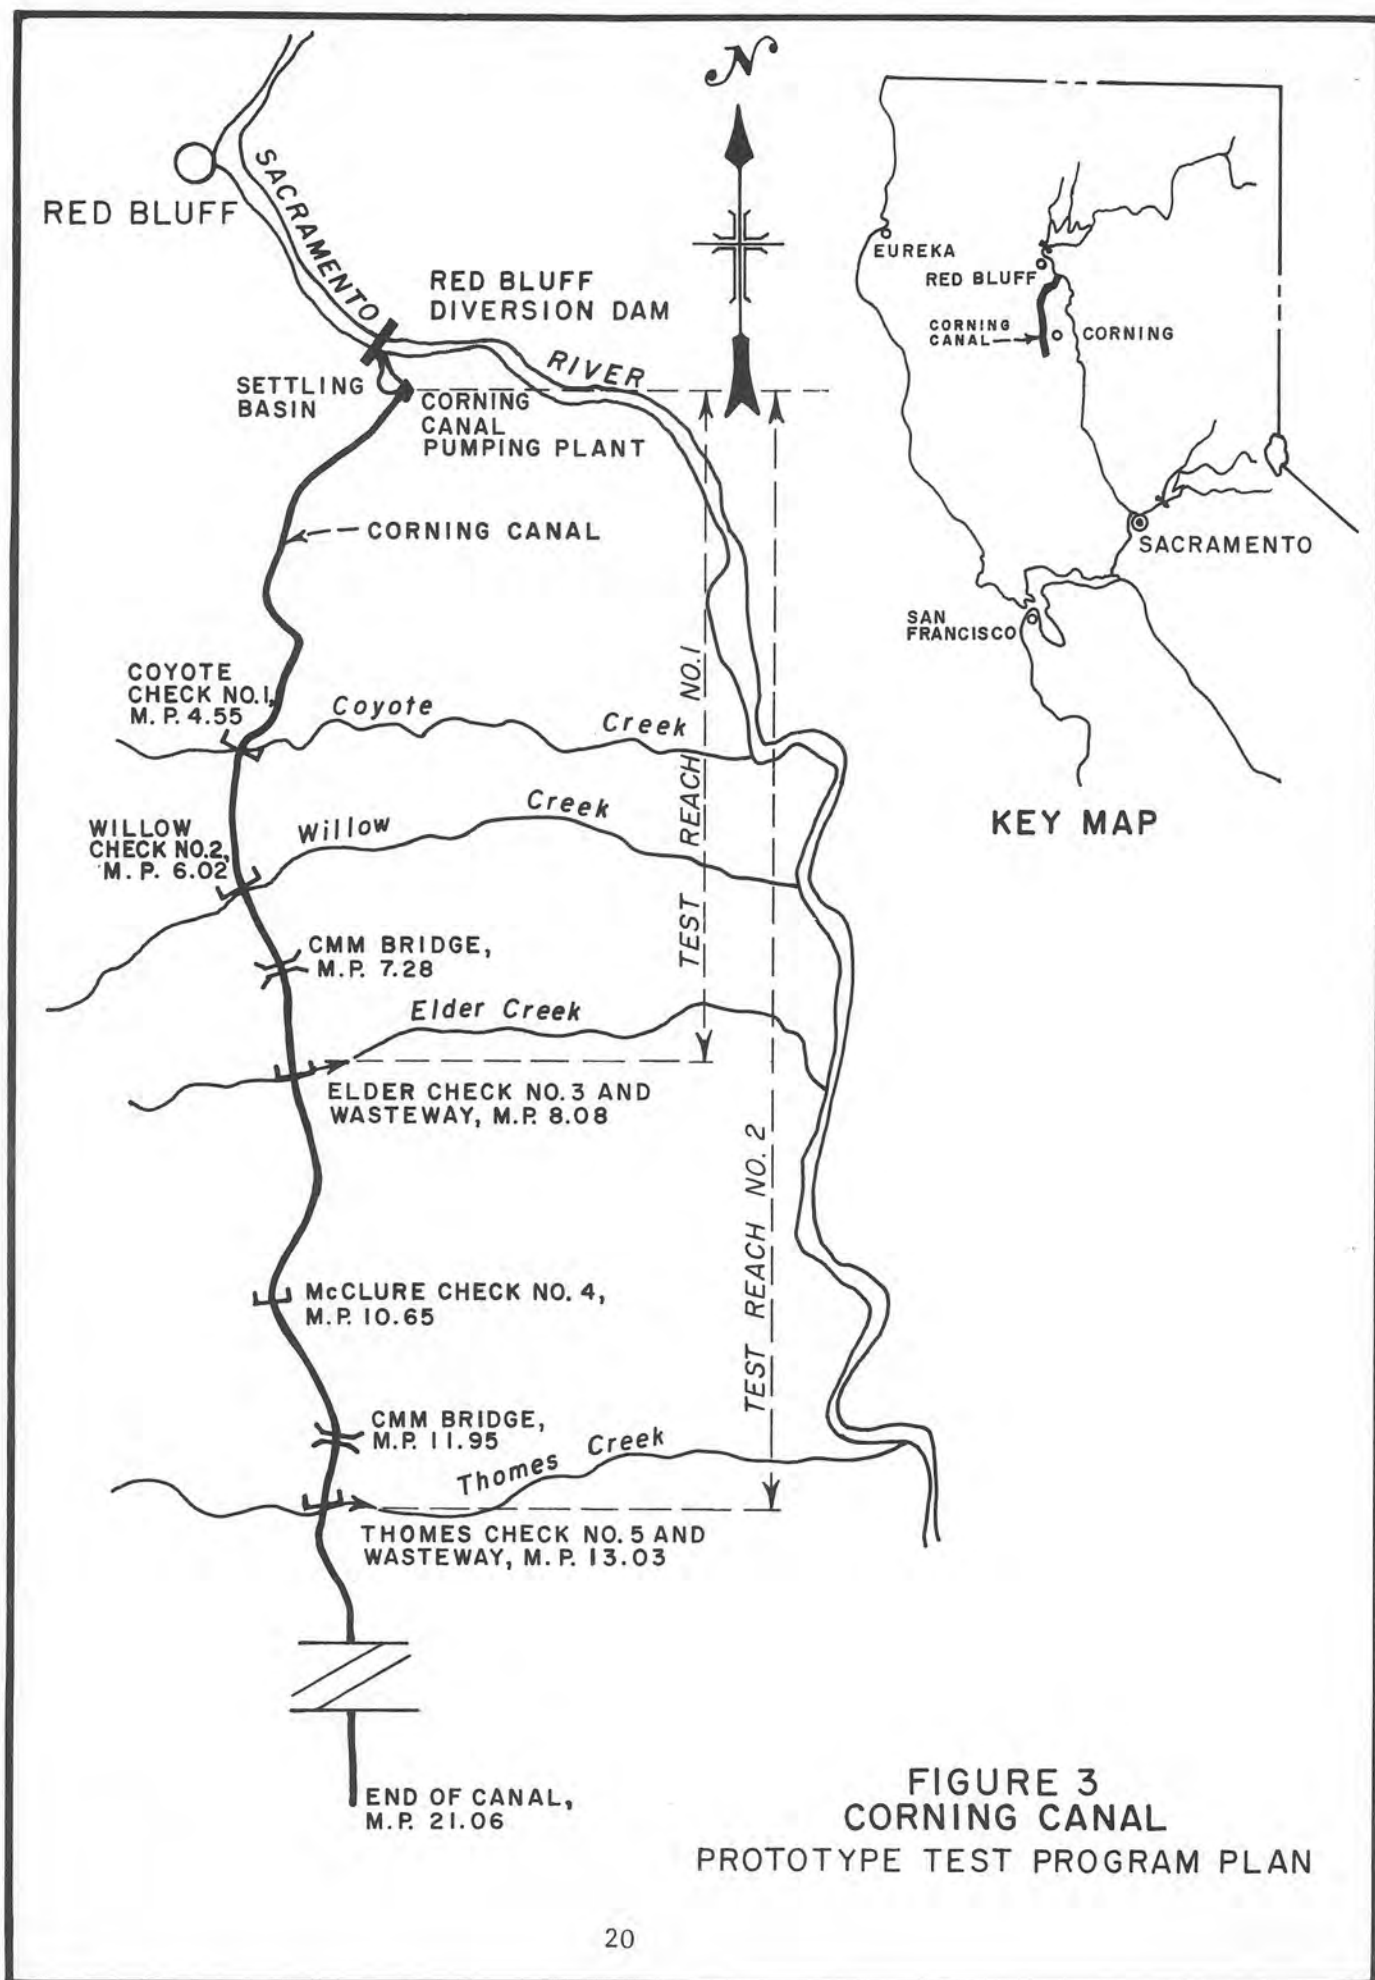 N
SACRAMENTO
RED BLUFF
RED BLUFF
DIVERSION DAM
RIVER
SETTLING
BASIN
CORNING
CANAL
PUMPING PLANT
CORNING CANAL
COYOTE
CHECK NO. 1,
M. P. 4.55
Coyote Creek
WILLOW
CHECK NO. 2,
M. P. 6.02
Willow Creek
CMM BRIDGE,
M.P. 7.28
Elder Creek
ELDER CHECK NO. 3 AND
WASTEWAY, M.P. 8.08
TEST REACH NO. 1
TEST REACH NO. 2
McCLURE CHECK NO. 4,
M.P. 10.65
CMM BRIDGE,
M.P. 11.95
Thomes Creek
THOMES CHECK NO. 5 AND
WASTEWAY, M. P. 13.03
END OF CANAL,
M.P. 21.06
EUREKA
RED BLUFF
CORNING
CANAL
CORNING
SACRAMENTO
SAN
FRANCISCO
KEY MAP
FIGURE 3
CORNING CANAL
PROTOTYPE TEST PROGRAM PLAN
20